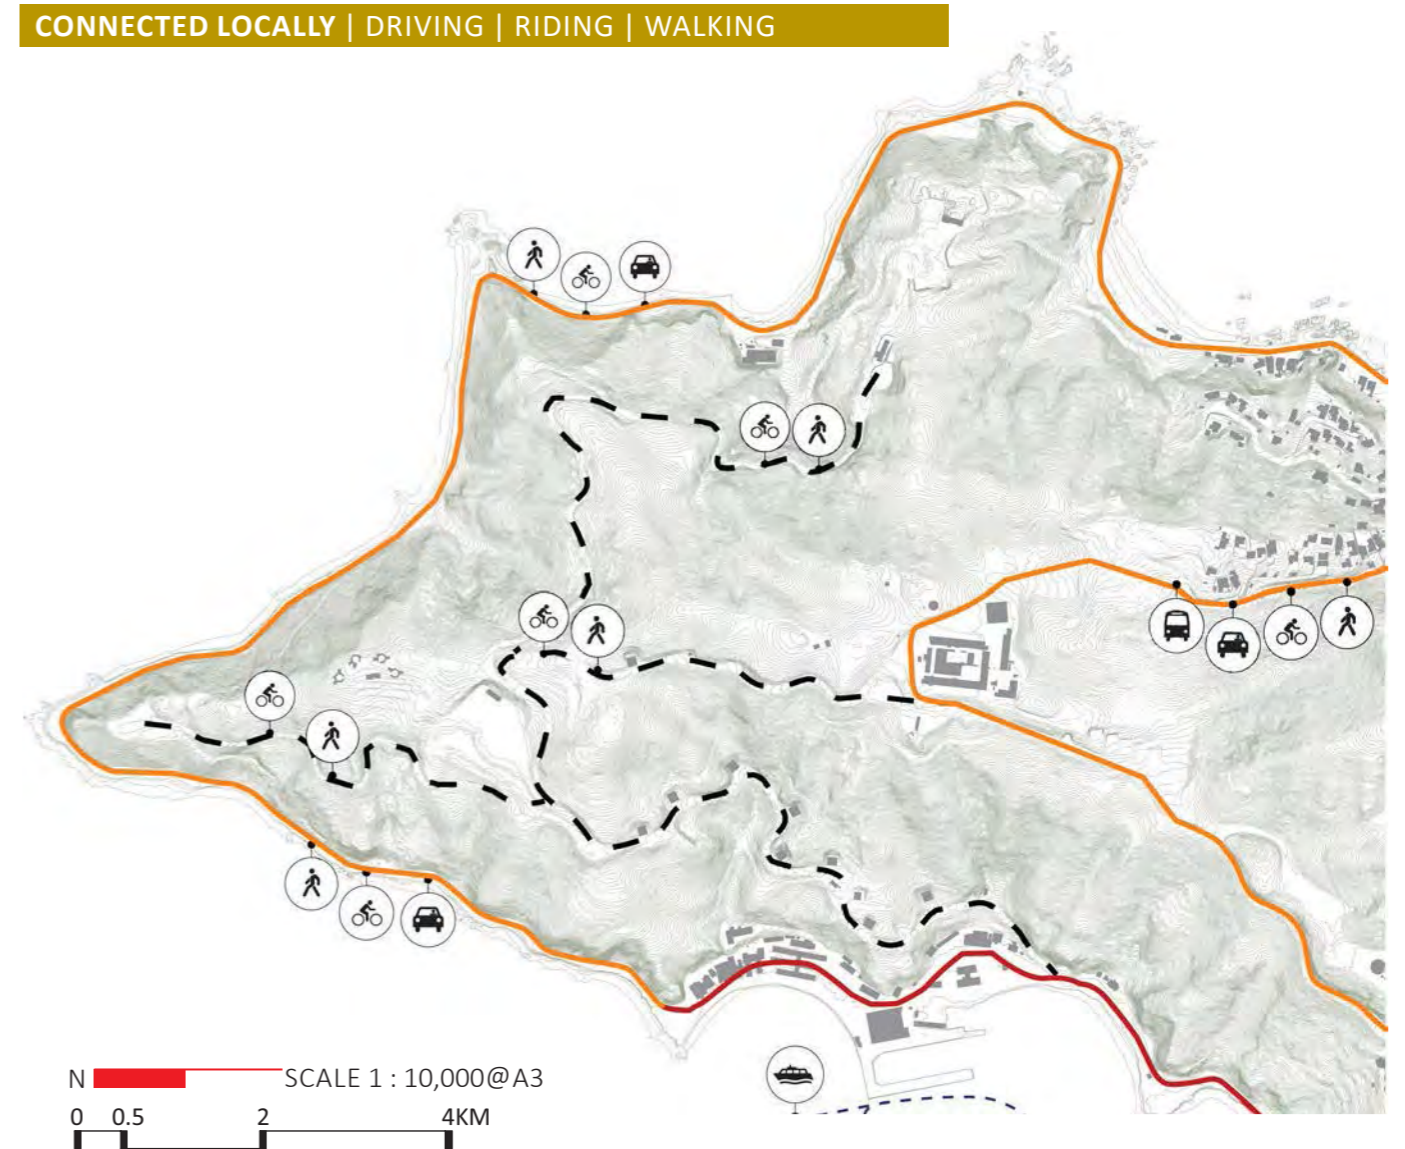 CONNECTED LOCALLY | DRIVING | RIDING | WALKING
N SCALE 1 : 10,000@A3
0 0.5 2 4KM